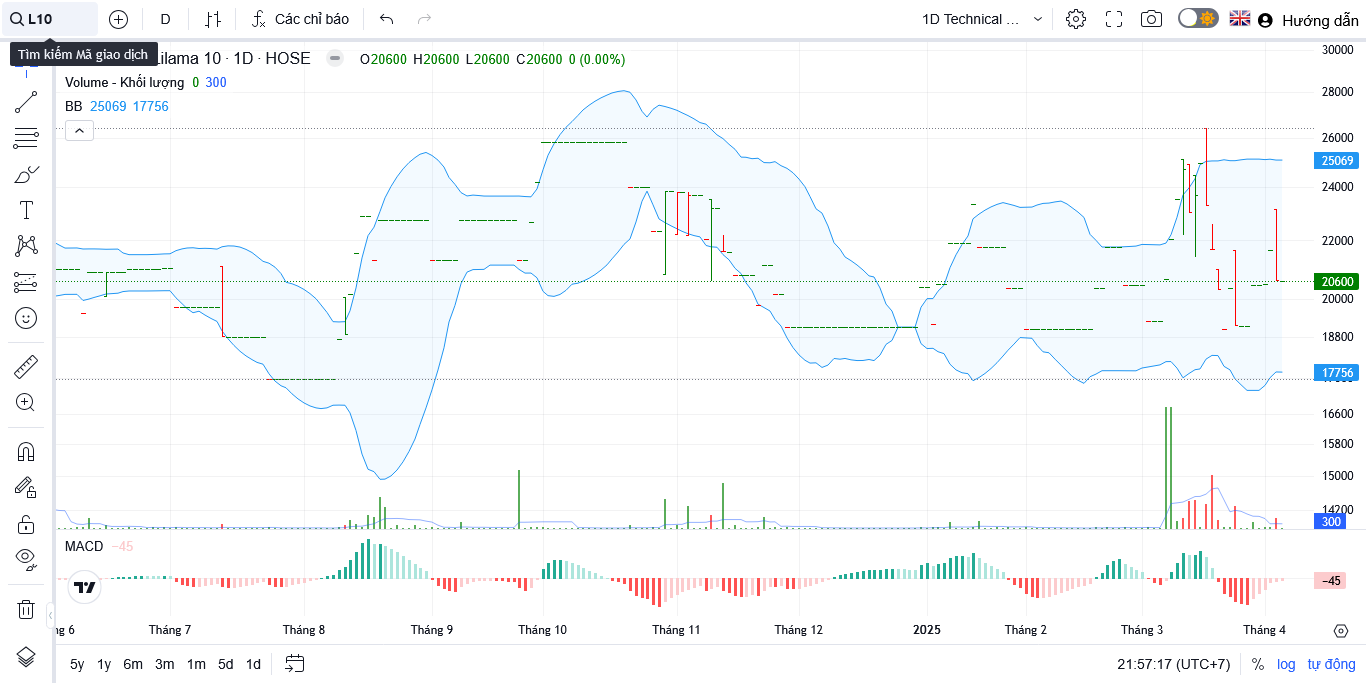 L10
D
Các chỉ báo
1D Technical ...
Hướng dẫn
Tìm kiếm Mã giao dịch
Lilama 10 · 1D · HOSE
O20600 H20600 L20600 C20600 0 (0.00%)
Volume - Khối lượng 0 300
BB 25069 17756
30000
28000
26000
25069
24000
22000
20600
20000
18800
17756
16600
15800
15000
14200
300
MACD −45
−45
ng 6
Tháng 7
Tháng 8
Tháng 9
Tháng 10
Tháng 11
Tháng 12
2025
Tháng 2
Tháng 3
Tháng 4
5y 1y 6m 3m 1m 5d 1d
21:57:17 (UTC+7)
% log tự động